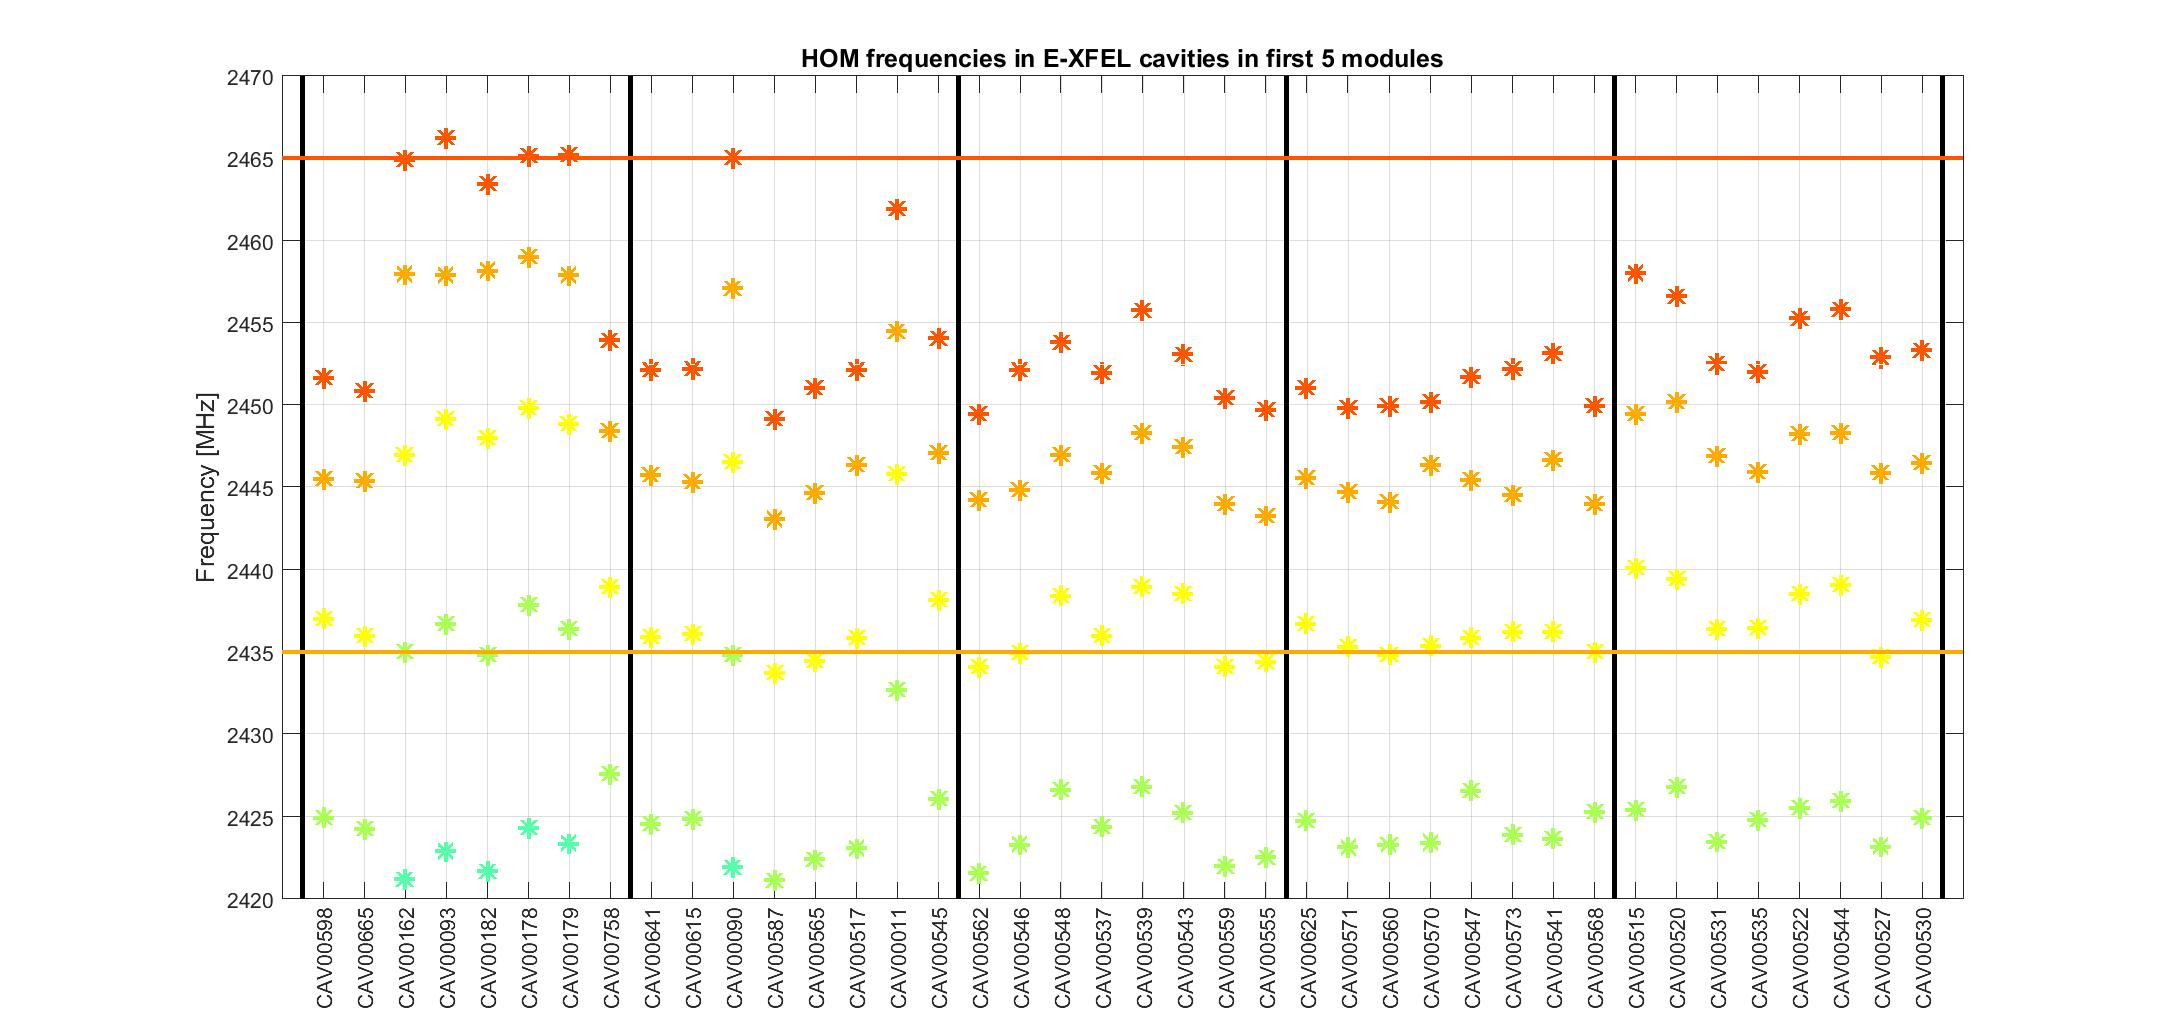 HOM frequencies in E-XFEL cavities in first 5 modules
Frequency [MHz]
2470
2465
2460
2455
2450
2445
2440
2435
2430
2425
2420
CAV00598
CAV00665
CAV00162
CAV00093
CAV00182
CAV00178
CAV00179
CAV00758
CAV00641
CAV00615
CAV00090
CAV00587
CAV00565
CAV00517
CAV00011
CAV00545
CAV00562
CAV00546
CAV00548
CAV00537
CAV00539
CAV00543
CAV00559
CAV00555
CAV00625
CAV00571
CAV00560
CAV00570
CAV00547
CAV00573
CAV00541
CAV00568
CAV00515
CAV00520
CAV00531
CAV00535
CAV00522
CAV00544
CAV00527
CAV00530